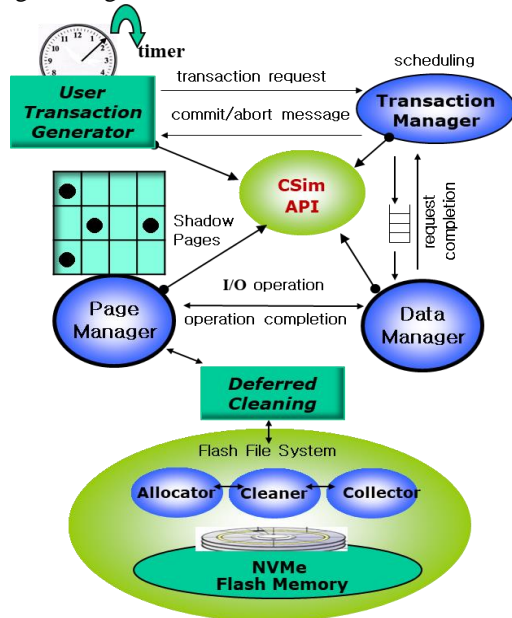 timer
scheduling
User
Transaction
Generator
transaction request
commit/abort message
Transaction
Manager
CSim
API
Shadow
Pages
request
completion
I/O operation
operation completion
Page
Manager
Data
Manager
Deferred
Cleaning
Flash File System
Allocator
Cleaner
Collector
NVMe
Flash Memory